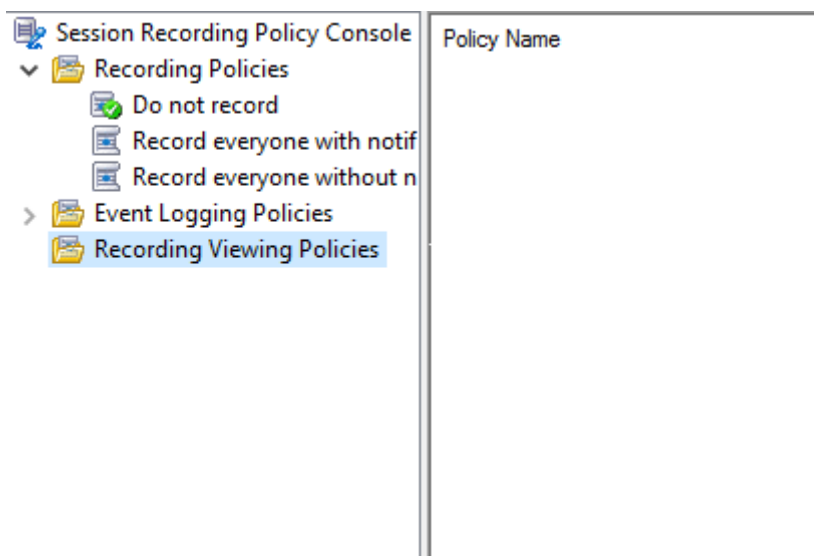 Session Recording Policy Console
Recording Policies
Do not record
Record everyone with notif
Record everyone without n
Event Logging Policies
Recording Viewing Policies
Policy Name